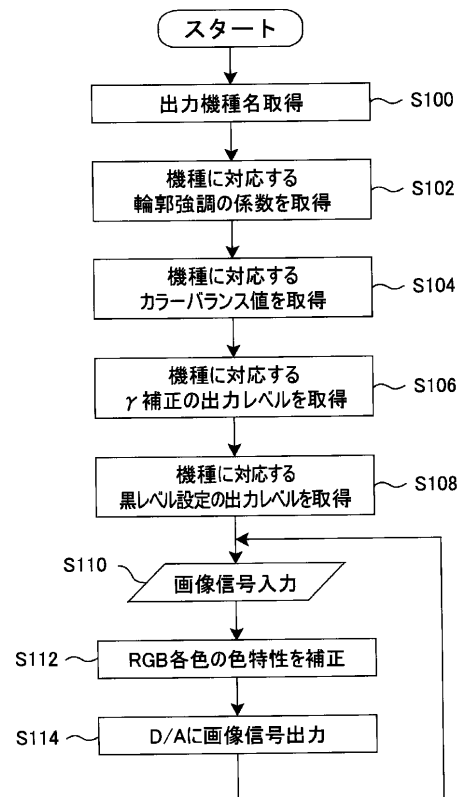 スタート
出力機種名取得
S100
機種に対応する
輪郭強調の係数を取得
S102
機種に対応する
カラーバランス値を取得
S104
機種に対応する
γ補正の出力レベルを取得
S106
機種に対応する
黒レベル設定の出力レベルを取得
S108
S110
画像信号入力
S112
RGB各色の色特性を補正
S114
D/Aに画像信号出力